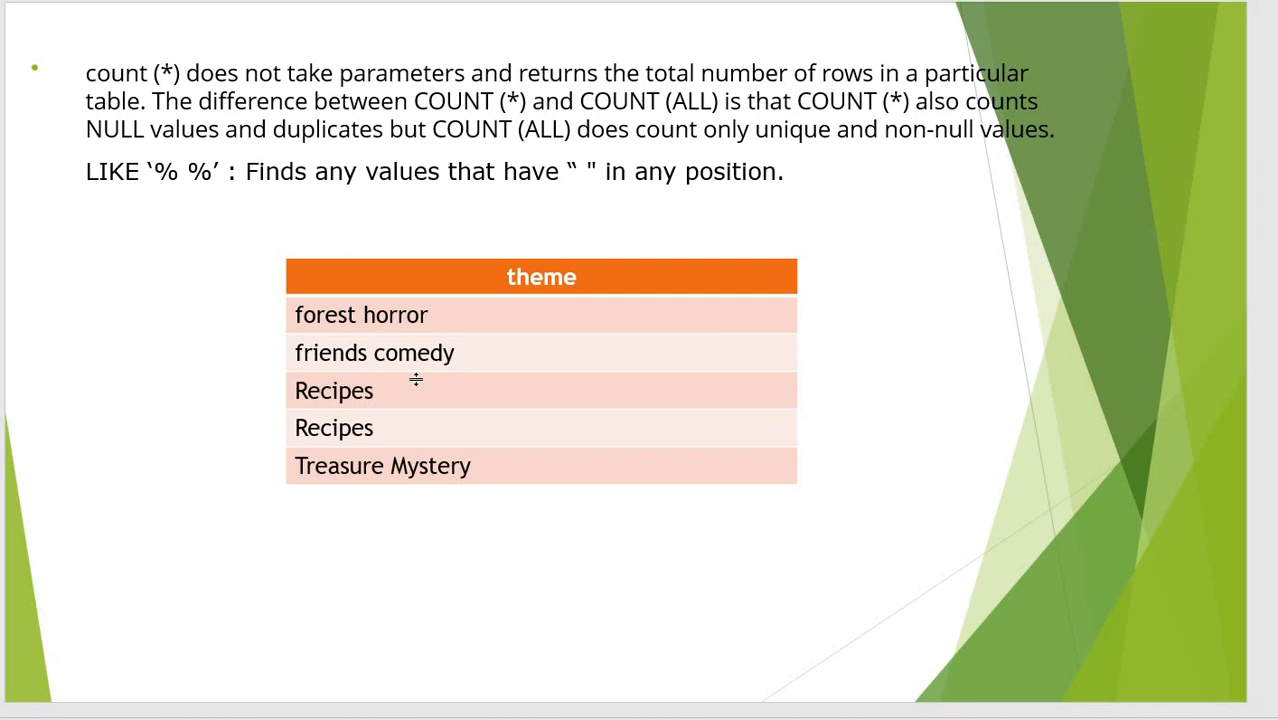 count (*) does not take parameters and returns the total number of rows in a particular
table. The difference between COUNT (*) and COUNT (ALL) is that COUNT (*) also counts
NULL values and duplicates but COUNT (ALL) does count only unique and non-null values.
LIKE ‘% %’ : Finds any values that have “ " in any position.
theme
forest horror
friends comedy
Recipes
Recipes
Treasure Mystery